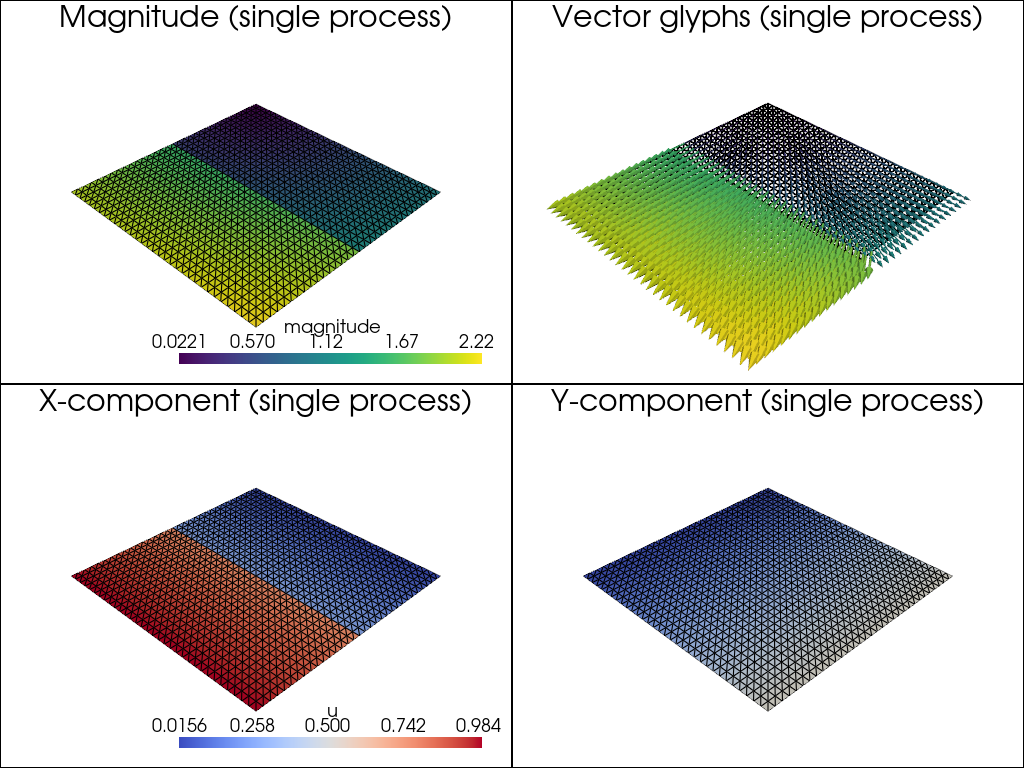 Magnitude (single process)
Vector glyphs (single process)
magnitude
0.0221 0.570 1.12 1.67 2.22
X-component (single process)
Y-component (single process)
u
0.0156 0.258 0.500 0.742 0.984